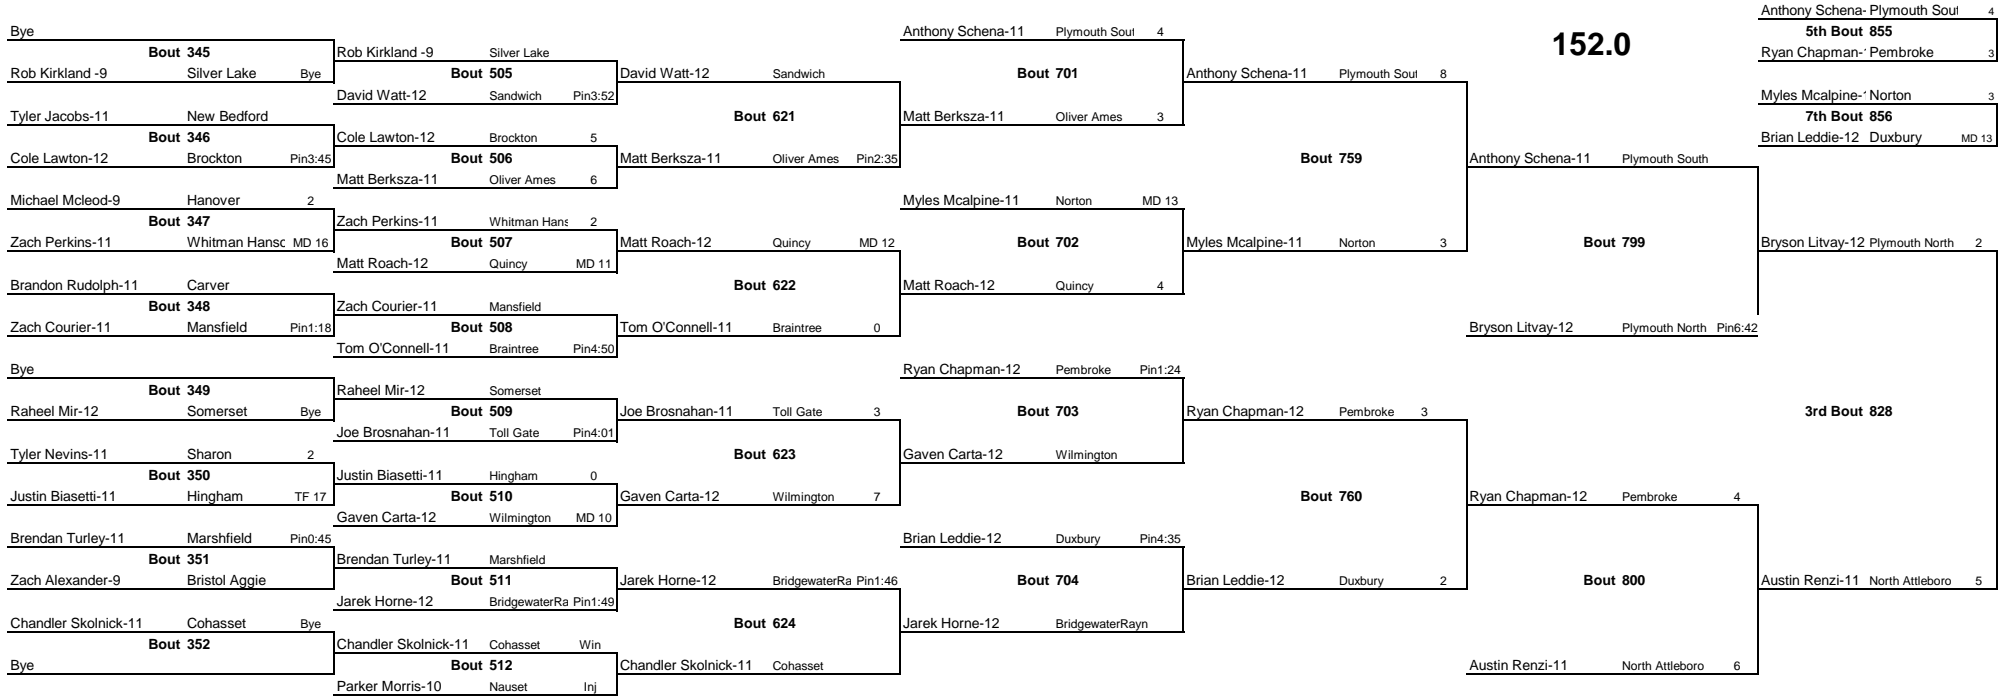 152.0
Bye
Bout 345
Rob Kirkland -9 Silver Lake Bye
Tyler Jacobs-11 New Bedford
Bout 346
Cole Lawton-12 Brockton Pin3:45
Michael Mcleod-9 Hanover 2
Bout 347
Zach Perkins-11 Whitman Hansc MD 16
Brandon Rudolph-11 Carver
Bout 348
Zach Courier-11 Mansfield Pin1:18
Bye
Bout 349
Raheel Mir-12 Somerset Bye
Tyler Nevins-11 Sharon 2
Bout 350
Justin Biasetti-11 Hingham TF 17
Brendan Turley-11 Marshfield Pin0:45
Bout 351
Zach Alexander-9 Bristol Aggie
Chandler Skolnick-11 Cohasset Bye
Bout 352
Bye
Rob Kirkland -9 Silver Lake
Bout 505
David Watt-12 Sandwich Pin3:52
Cole Lawton-12 Brockton 5
Bout 506
Matt Berksza-11 Oliver Ames 6
Zach Perkins-11 Whitman Hans 2
Bout 507
Matt Roach-12 Quincy MD 11
Zach Courier-11 Mansfield
Bout 508
Tom O'Connell-11 Braintree Pin4:50
Raheel Mir-12 Somerset
Bout 509
Joe Brosnahan-11 Toll Gate Pin4:01
Justin Biasetti-11 Hingham 0
Bout 510
Gaven Carta-12 Wilmington MD 10
Brendan Turley-11 Marshfield
Bout 511
Jarek Horne-12 BridgewaterRa Pin1:49
Chandler Skolnick-11 Cohasset Win
Bout 512
Parker Morris-10 Nauset Inj
David Watt-12 Sandwich
Bout 621
Matt Berksza-11 Oliver Ames Pin2:35
Matt Roach-12 Quincy MD 12
Bout 622
Tom O'Connell-11 Braintree 0
Joe Brosnahan-11 Toll Gate 3
Bout 623
Gaven Carta-12 Wilmington 7
Jarek Horne-12 BridgewaterRa Pin1:46
Bout 624
Chandler Skolnick-11 Cohasset
Anthony Schena-11 Plymouth Sout 4
Bout 701
Matt Berksza-11 Oliver Ames 3
Myles Mcalpine-11 Norton MD 13
Bout 702
Matt Roach-12 Quincy 4
Ryan Chapman-12 Pembroke Pin1:24
Bout 703
Gaven Carta-12 Wilmington
Brian Leddie-12 Duxbury Pin4:35
Bout 704
Jarek Horne-12 BridgewaterRayn
Anthony Schena-11 Plymouth Sout 8
Bout 759
Myles Mcalpine-11 Norton 3
Ryan Chapman-12 Pembroke 3
Bout 760
Brian Leddie-12 Duxbury 2
Anthony Schena-11 Plymouth South
Bout 799
Bryson Litvay-12 Plymouth North Pin6:42
Ryan Chapman-12 Pembroke 4
Bout 800
Austin Renzi-11 North Attleboro 6
Anthony Schena- Plymouth Sout 4
5th Bout 855
Ryan Chapman- Pembroke 3
Myles Mcalpine- Norton 3
7th Bout 856
Brian Leddie-12 Duxbury MD 13
Bryson Litvay-12 Plymouth North 2
3rd Bout 828
Austin Renzi-11 North Attleboro 5